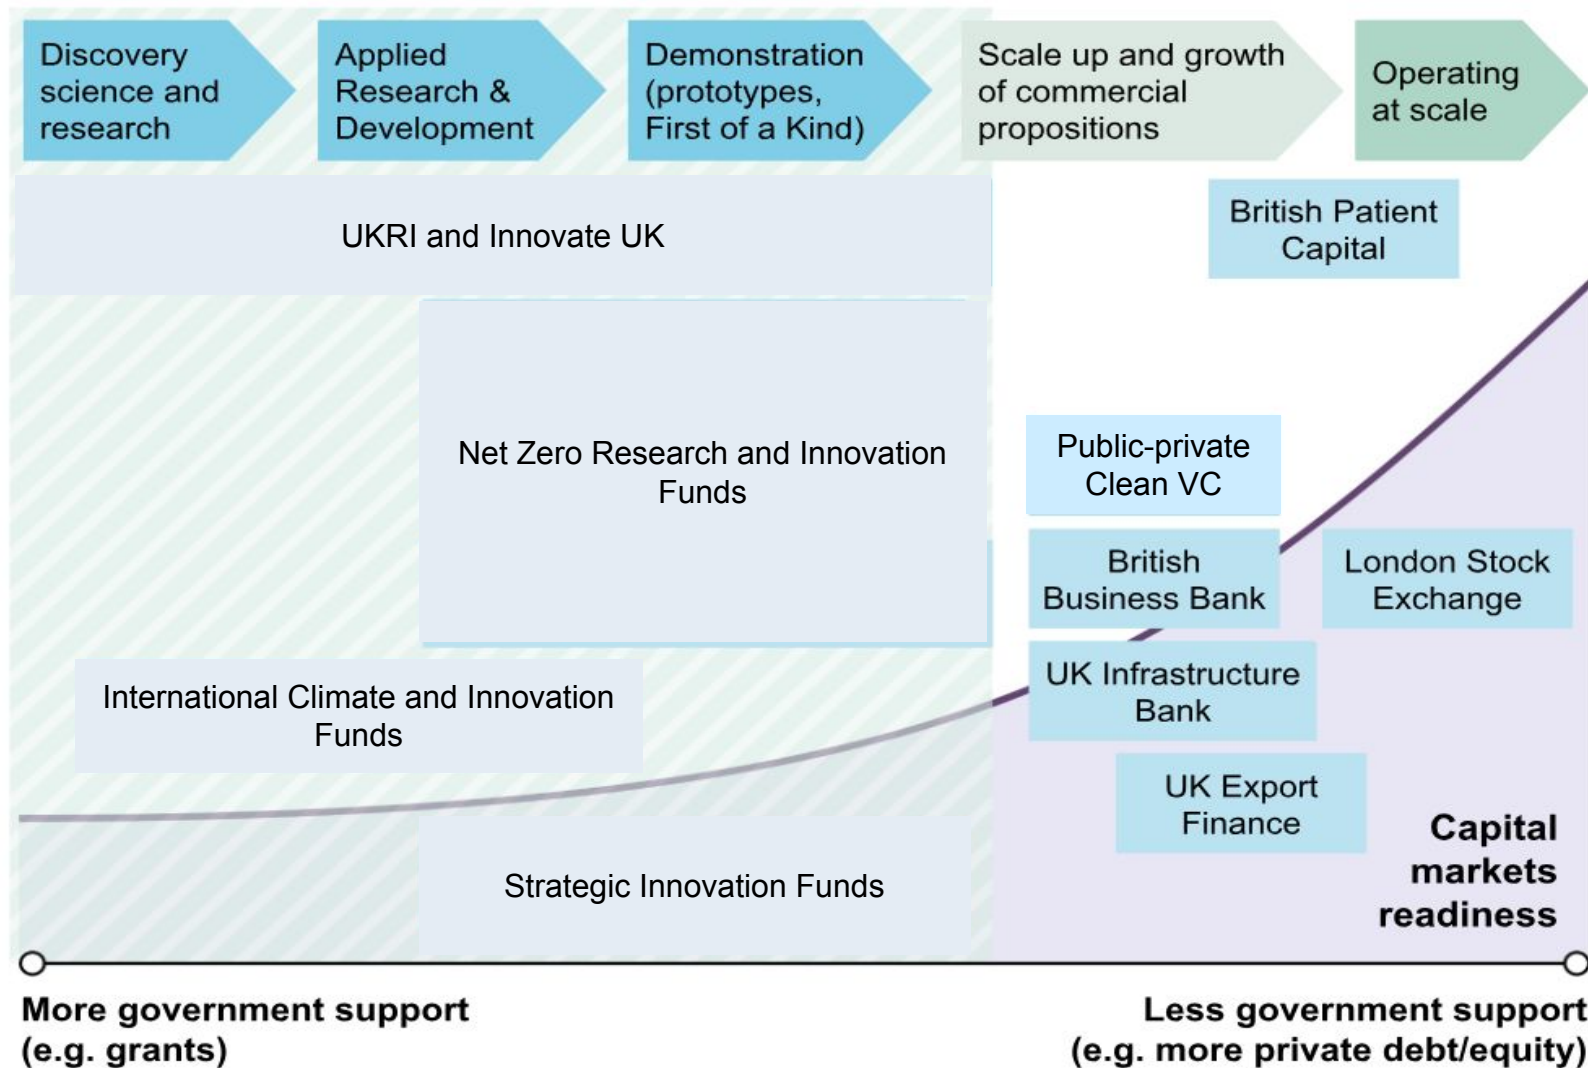 Discovery
science and
research
Applied
Research &
Development
Demonstration
(prototypes,
First of a Kind)
Scale up and growth
of commercial
propositions
Operating
at scale
UKRI and Innovate UK
British Patient
Capital
Net Zero Research and Innovation
Funds
Public-private
Clean VC
British
Business Bank
London Stock
Exchange
International Climate and Innovation
Funds
UK Infrastructure
Bank
UK Export
Finance
Strategic Innovation Funds
Capital
markets
readiness
More government support
(e.g. grants)
Less government support
(e.g. more private debt/equity)